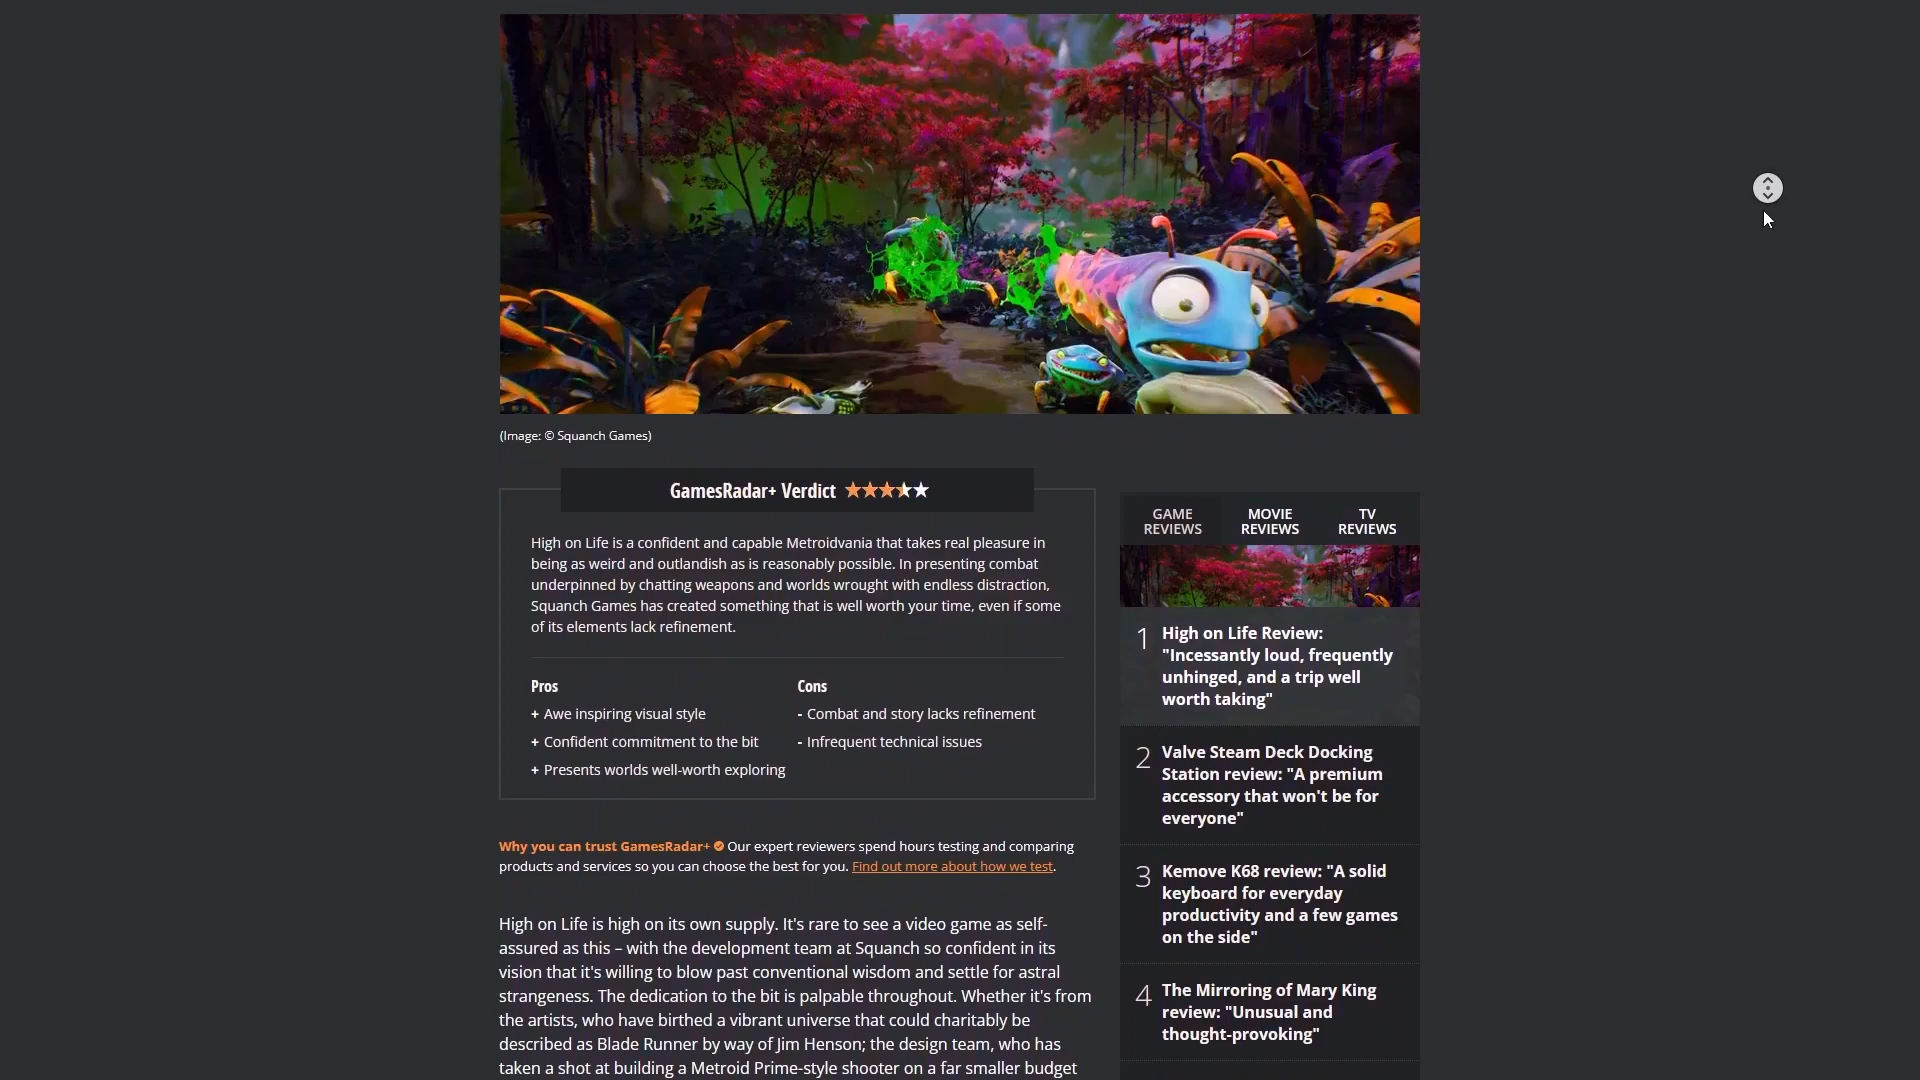 (Image: © Squanch Games)
GamesRadar+ Verdict
High on Life is a confident and capable Metroidvania that takes real pleasure in
being as weird and outlandish as is reasonably possible. In presenting combat
underpinned by chatting weapons and worlds wrought with endless distraction,
Squanch Games has created something that is well worth your time, even if some
of its elements lack refinement.
Pros
+ Awe inspiring visual style
+ Confident commitment to the bit
+ Presents worlds well-worth exploring
Cons
- Combat and story lacks refinement
- Infrequent technical issues
Why you can trust GamesRadar+ Our expert reviewers spend hours testing and comparing
products and services so you can choose the best for you. Find out more about how we test.
High on Life is high on its own supply. It's rare to see a video game as self-
assured as this – with the development team at Squanch so confident in its
vision that it's willing to blow past conventional wisdom and settle for astral
strangeness. The dedication to the bit is palpable throughout. Whether it's from
the artists, who have birthed a vibrant universe that could charitably be
described as Blade Runner by way of Jim Henson; the design team, who has
taken a shot at building a Metroid Prime-style shooter on a far smaller budget
GAME
REVIEWS
MOVIE
REVIEWS
TV
REVIEWS
1 High on Life Review:
"Incessantly loud, frequently
unhinged, and a trip well
worth taking"
2 Valve Steam Deck Docking
Station review: "A premium
accessory that won't be for
everyone"
3 Kemove K68 review: "A solid
keyboard for everyday
productivity and a few games
on the side"
4 The Mirroring of Mary King
review: "Unusual and
thought-provoking"